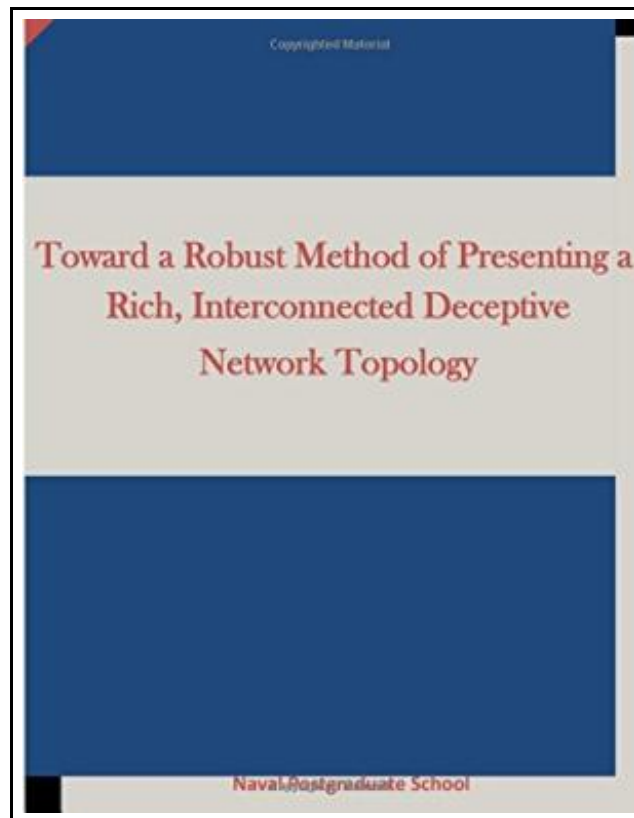 Copyrighted Material
Toward a Robust Method of Presenting a
Rich, Interconnected Deceptive
Network Topology
Naval Postgraduate School